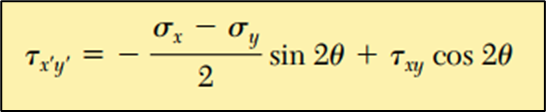 τx'y' = − (σx − σy)/2 sin 2θ + τxy cos 2θ